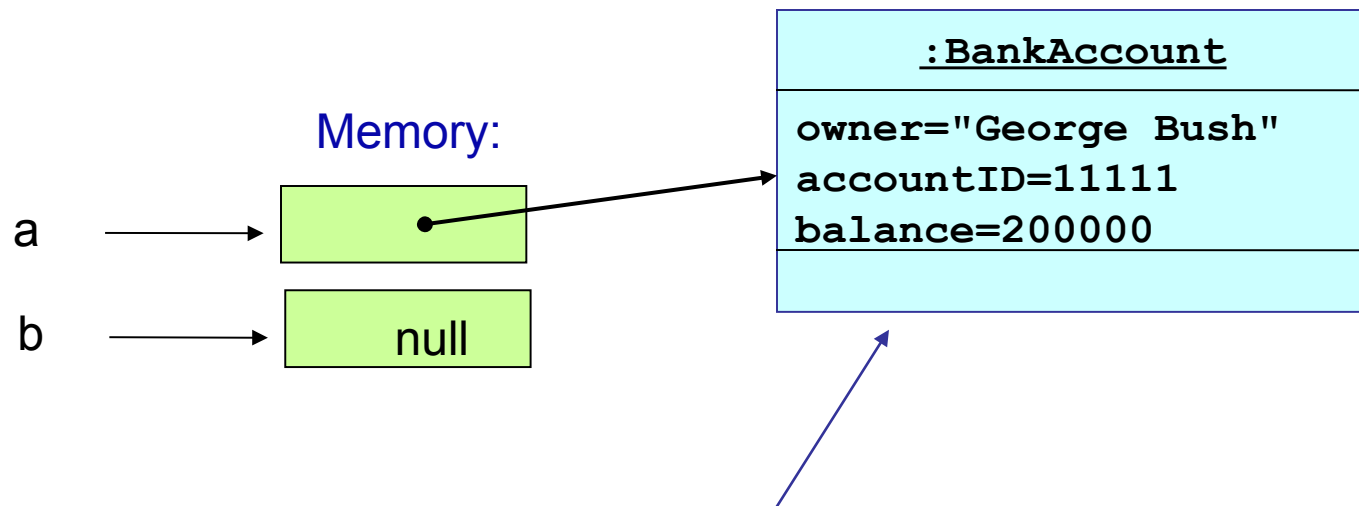 :BankAccount
Memory:
owner="George Bush"
accountID=11111
balance=200000
a
b
null